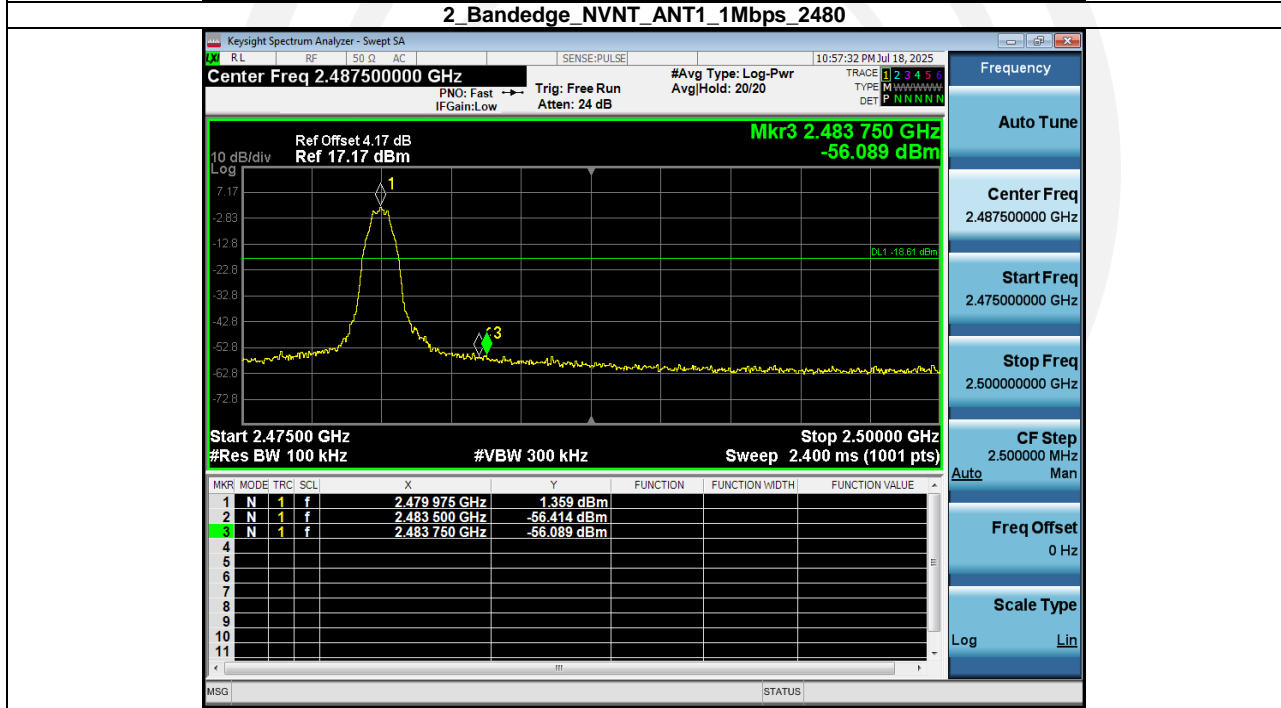 2_Bandedge_NVNT_ANT1_1Mbps_2480
Keysight Spectrum Analyzer - Swept SA
LXI RL RF 50 Ω AC SENSE:PULSE 10:57:32 PM Jul 18, 2025
Center Freq 2.487500000 GHz
PNO: Fast
IFGain:Low
Trig: Free Run
Atten: 24 dB
#Avg Type: Log-Pwr
Avg|Hold: 20/20
TRACE 1 2 3 4 5 6
TYPE M WWWWW
DET P N N N N N
Mkr3 2.483 750 GHz
-56.089 dBm
Ref Offset 4.17 dB
10 dB/div Ref 17.17 dBm
Log
1
7.17
-2.83
-12.8
DL1 -18.61 dBm
-22.8
-32.8
-42.8
3
-52.8
-62.8
-72.8
Start 2.47500 GHz Stop 2.50000 GHz
#Res BW 100 kHz #VBW 300 kHz Sweep 2.400 ms (1001 pts)
MKR MODE TRC SCL X Y FUNCTION FUNCTION WIDTH FUNCTION VALUE
1 N 1 f 2.479 975 GHz 1.359 dBm
2 N 1 f 2.483 500 GHz -56.414 dBm
3 N 1 f 2.483 750 GHz -56.089 dBm
4
5
6
7
8
9
10
11
MSG STATUS
Frequency
Auto Tune
Center Freq
2.487500000 GHz
Start Freq
2.475000000 GHz
Stop Freq
2.500000000 GHz
CF Step
2.500000 MHz
Auto Man
Freq Offset
0 Hz
Scale Type
Log Lin